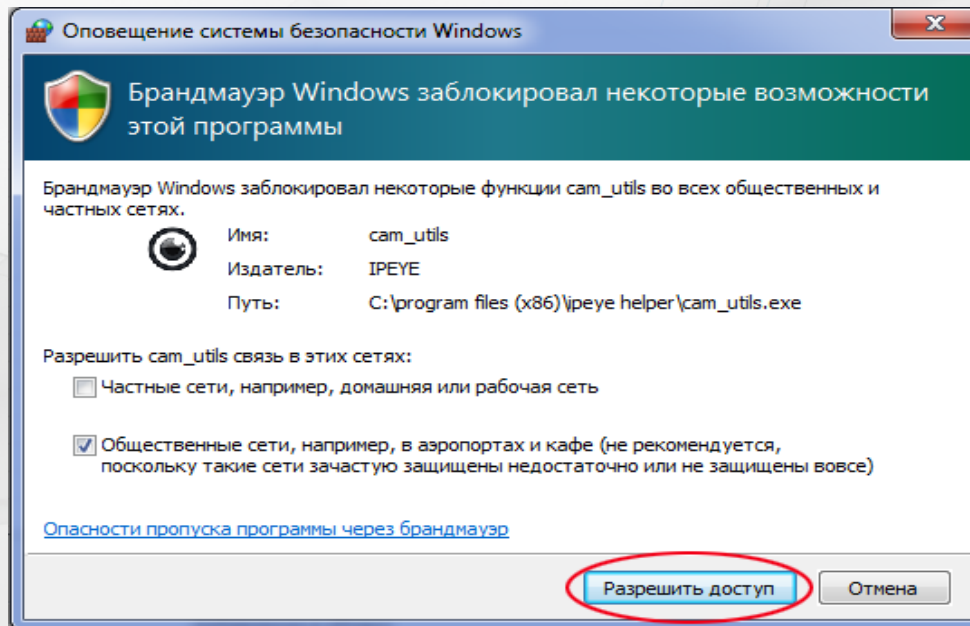 Оповещение системы безопасности Windows
Брандмауэр Windows заблокировал некоторые возможности
этой программы
Брандмауэр Windows заблокировал некоторые функции cam_utils во всех общественных и
частных сетях.
Имя: cam_utils
Издатель: IPEYE
Путь: C:\program files (x86)\ipeye helper\cam_utils.exe
Разрешить cam_utils связь в этих сетях:
Частные сети, например, домашняя или рабочая сеть
Общественные сети, например, в аэропортах и кафе (не рекомендуется,
поскольку такие сети зачастую защищены недостаточно или не защищены вовсе)
Опасности пропуска программы через брандмауэр
Разрешить доступ Отмена